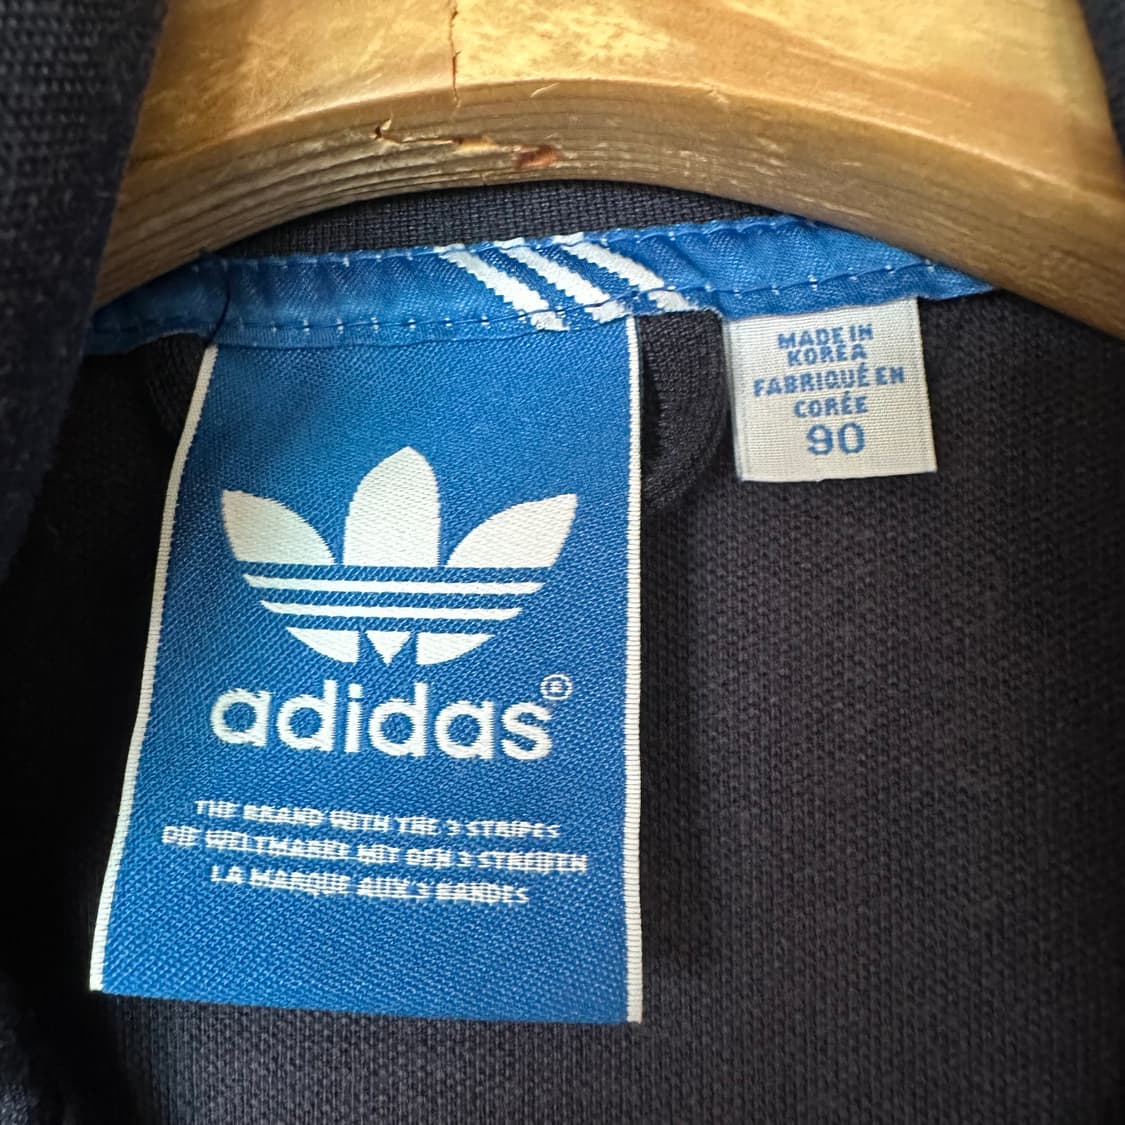 MADE IN
KOREA
FABRIQUÉ EN
CORÉE
90
adidas®
THE BRAND WITH THE 3 STRIPES
DIE WELTMARKE MIT DEN 3 STREIFEN
LA MARQUE AUX 3 BANDES